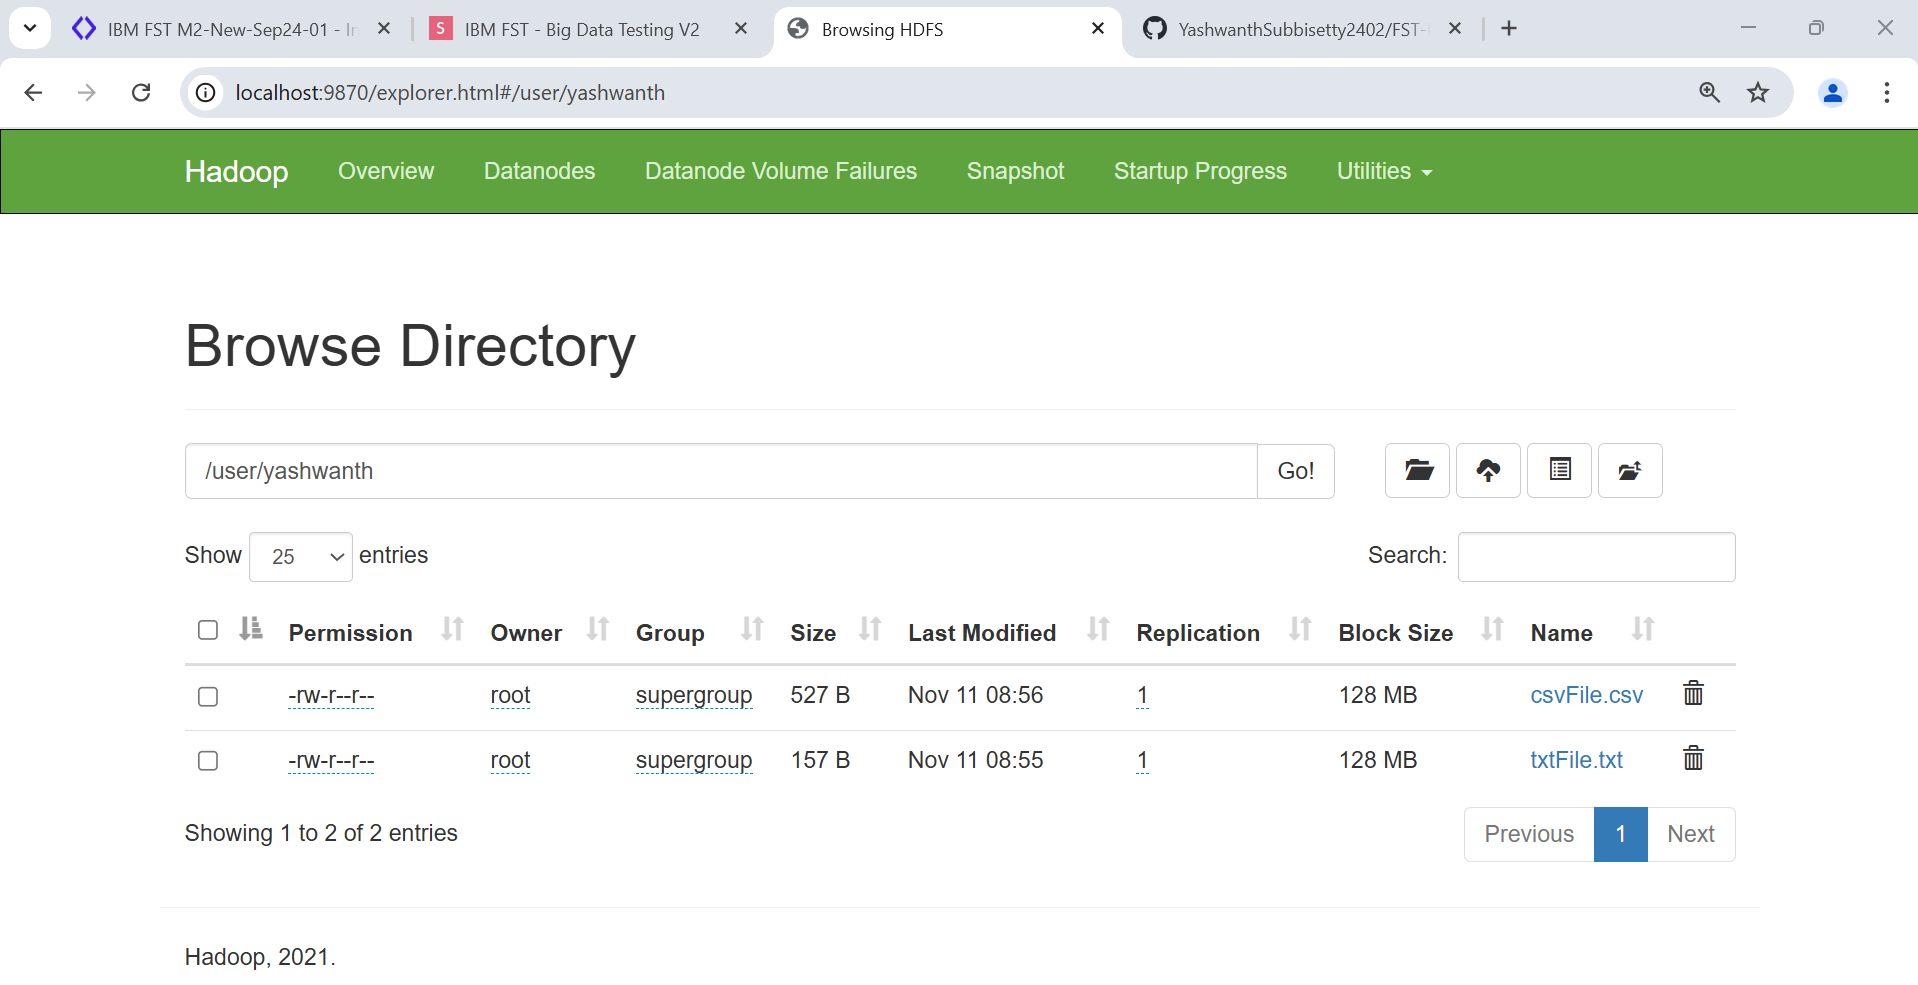 IBM FST M2-New-Sep24-01 - In
IBM FST - Big Data Testing V2
Browsing HDFS
YashwanthSubbisetty2402/FST-
localhost:9870/explorer.html#/user/yashwanth
Hadoop Overview Datanodes Datanode Volume Failures Snapshot Startup Progress Utilities
Browse Directory
/user/yashwanth Go!
Show 25 entries Search:
Permission Owner Group Size Last Modified Replication Block Size Name
-rw-r--r-- root supergroup 527 B Nov 11 08:56 1 128 MB csvFile.csv
-rw-r--r-- root supergroup 157 B Nov 11 08:55 1 128 MB txtFile.txt
Showing 1 to 2 of 2 entries Previous 1 Next
Hadoop, 2021.